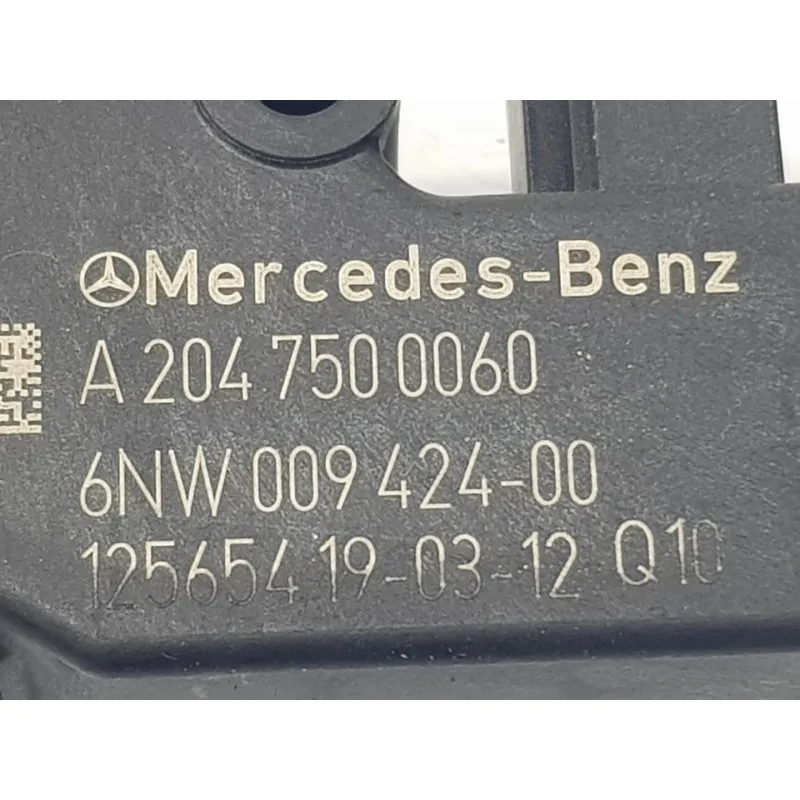 Mercedes-Benz
A 204 750 0060
6NW 009 424-00
125654 19-03-12 Q10